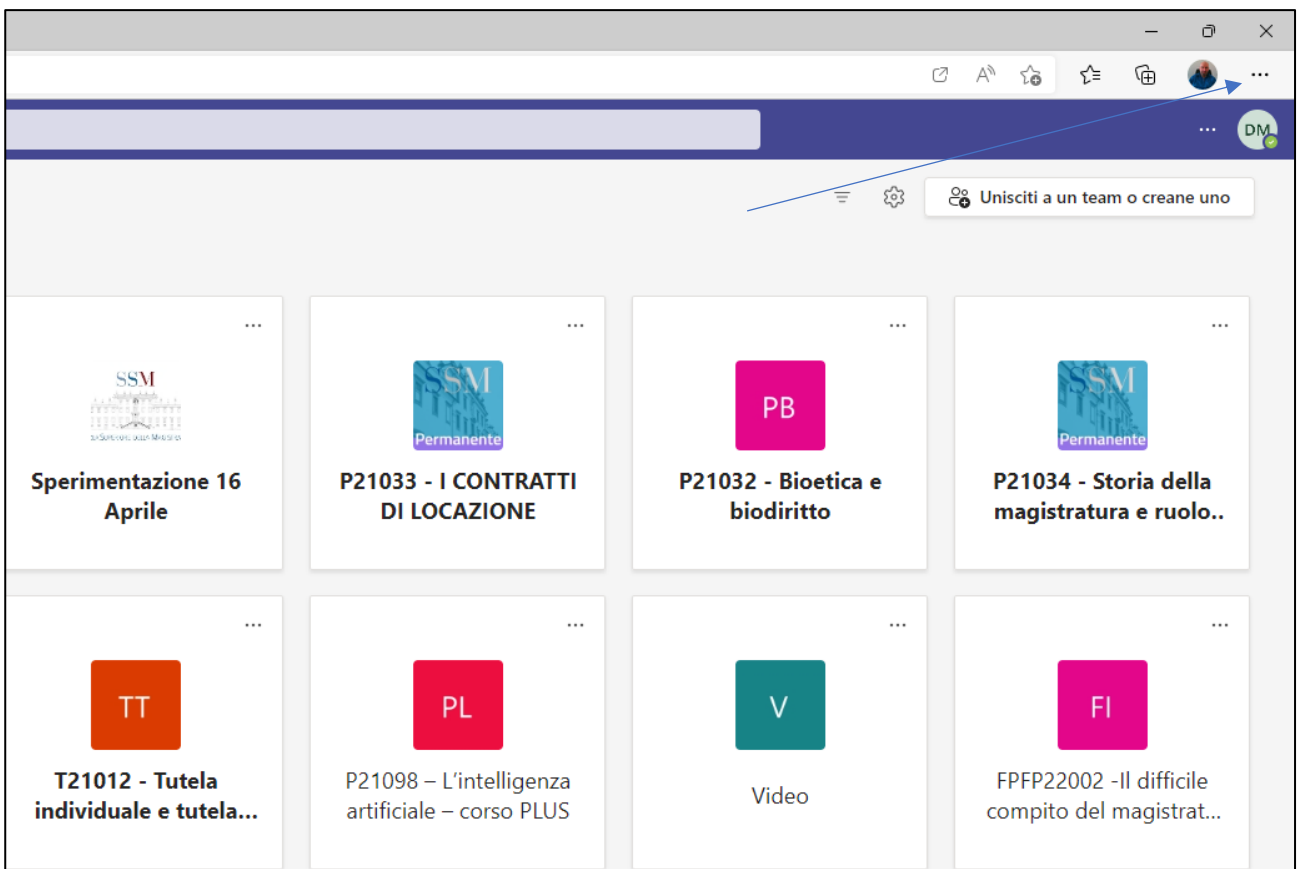 DM
Unisciti a un team o creane uno
SSM
Sperimentazione 16
Aprile
SSM
Permanente
P21033 - I CONTRATTI
DI LOCAZIONE
PB
P21032 - Bioetica e
biodiritto
SSM
Permanente
P21034 - Storia della
magistratura e ruolo..
TT
T21012 - Tutela
individuale e tutela...
PL
P21098 – L'intelligenza
artificiale – corso PLUS
V
Video
FI
FPFP22002 -Il difficile
compito del magistrat...